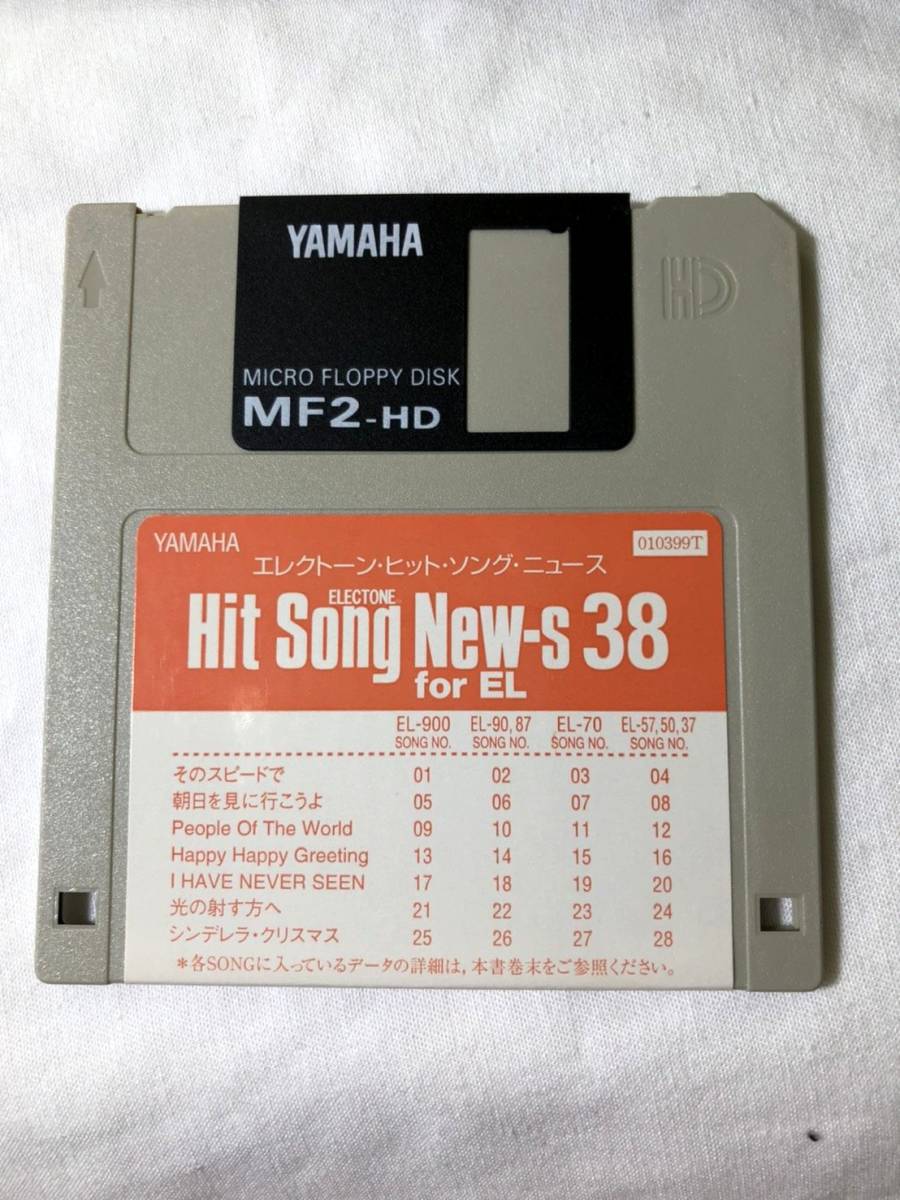 YAMAHA
HD
MICRO FLOPPY DISK
MF2-HD
YAMAHA
010399T
エレクトーン・ヒット・ソング・ニュース
ELECTONE
Hit Song New-s 38
for EL
EL-900 EL-90, 87 EL-70 EL-57, 50, 37
SONG NO. SONG NO. SONG NO. SONG NO.
そのスピードで 01 02 03 04
朝日を見に行こうよ 05 06 07 08
People Of The World 09 10 11 12
Happy Happy Greeting 13 14 15 16
I HAVE NEVER SEEN 17 18 19 20
光の射す方へ 21 22 23 24
シンデレラ・クリスマス 25 26 27 28
*各SONGに入っているデータの詳細は,本書巻末をご参照ください。